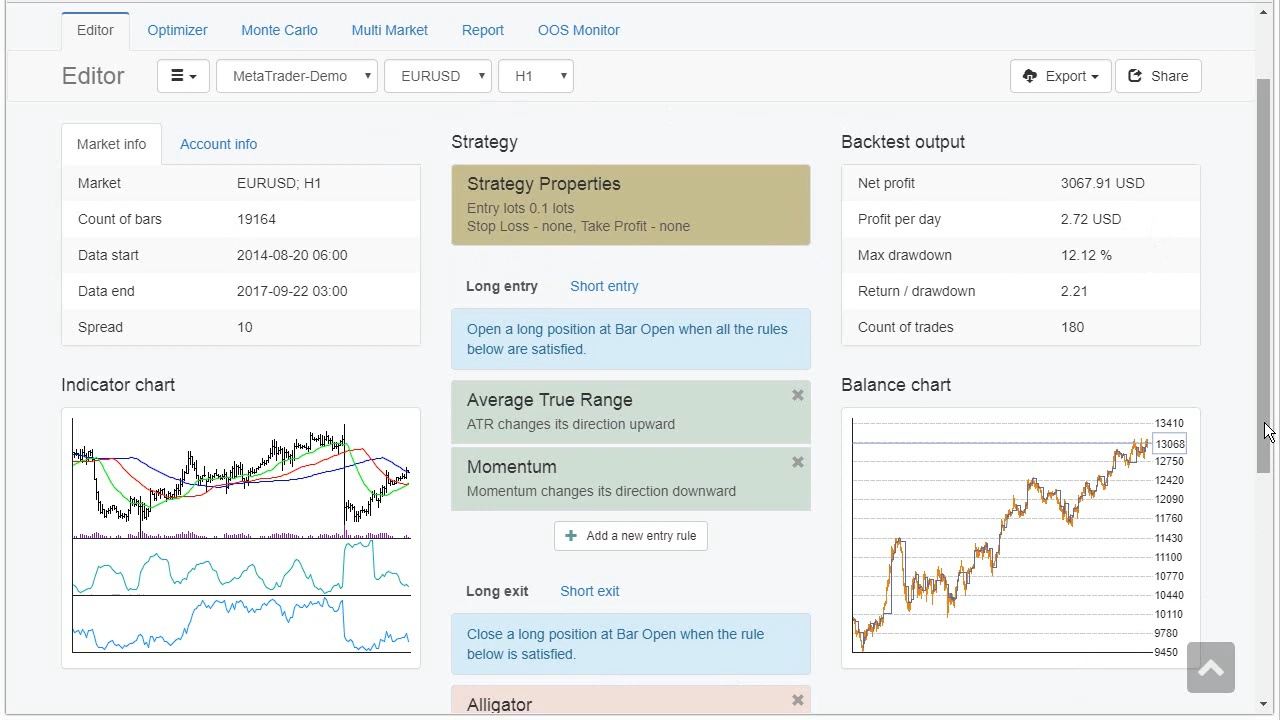 Editor Optimizer Monte Carlo Multi Market Report OOS Monitor
Editor MetaTrader-Demo EURUSD H1 Export Share
Market info Account info
Market EURUSD; H1
Count of bars 19164
Data start 2014-08-20 06:00
Data end 2017-09-22 03:00
Spread 10
Indicator chart
Strategy
Strategy Properties
Entry lots 0.1 lots
Stop Loss - none, Take Profit - none
Long entry Short entry
Open a long position at Bar Open when all the rules
below are satisfied.
Average True Range
ATR changes its direction upward
Momentum
Momentum changes its direction downward
Add a new entry rule
Long exit Short exit
Close a long position at Bar Open when the rule
below is satisfied.
Alligator
Backtest output
Net profit 3067.91 USD
Profit per day 2.72 USD
Max drawdown 12.12 %
Return / drawdown 2.21
Count of trades 180
Balance chart
13410
13068
12750
12420
12090
11760
11430
11100
10770
10440
10110
9780
9450